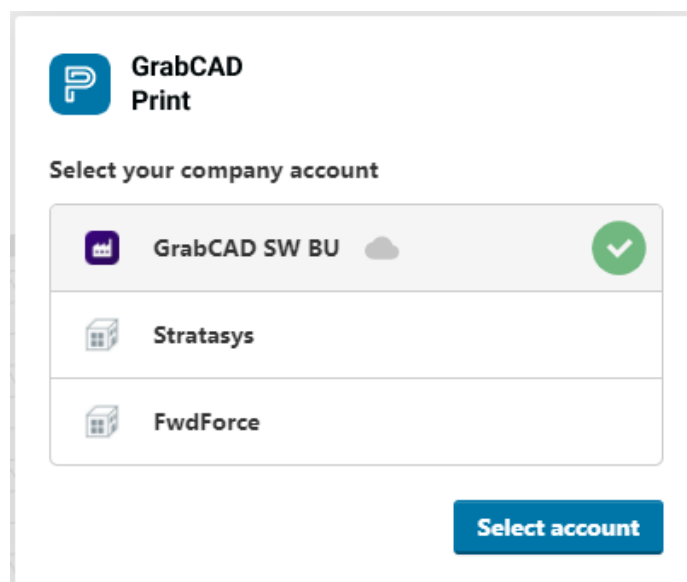 GrabCAD
Print
Select your company account
GrabCAD SW BU
Stratasys
FwdForce
Select account